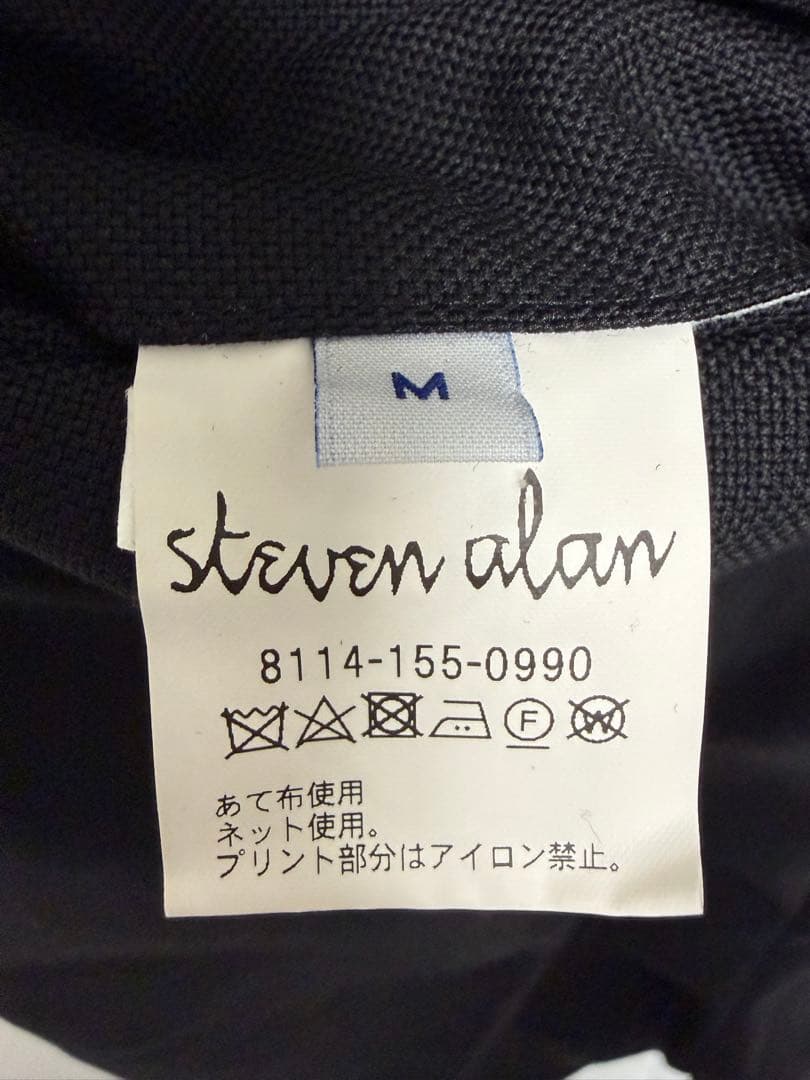 M
steven alan
8114-155-0990
F
W
あて布使用
ネット使用。
プリント部分はアイロン禁止。